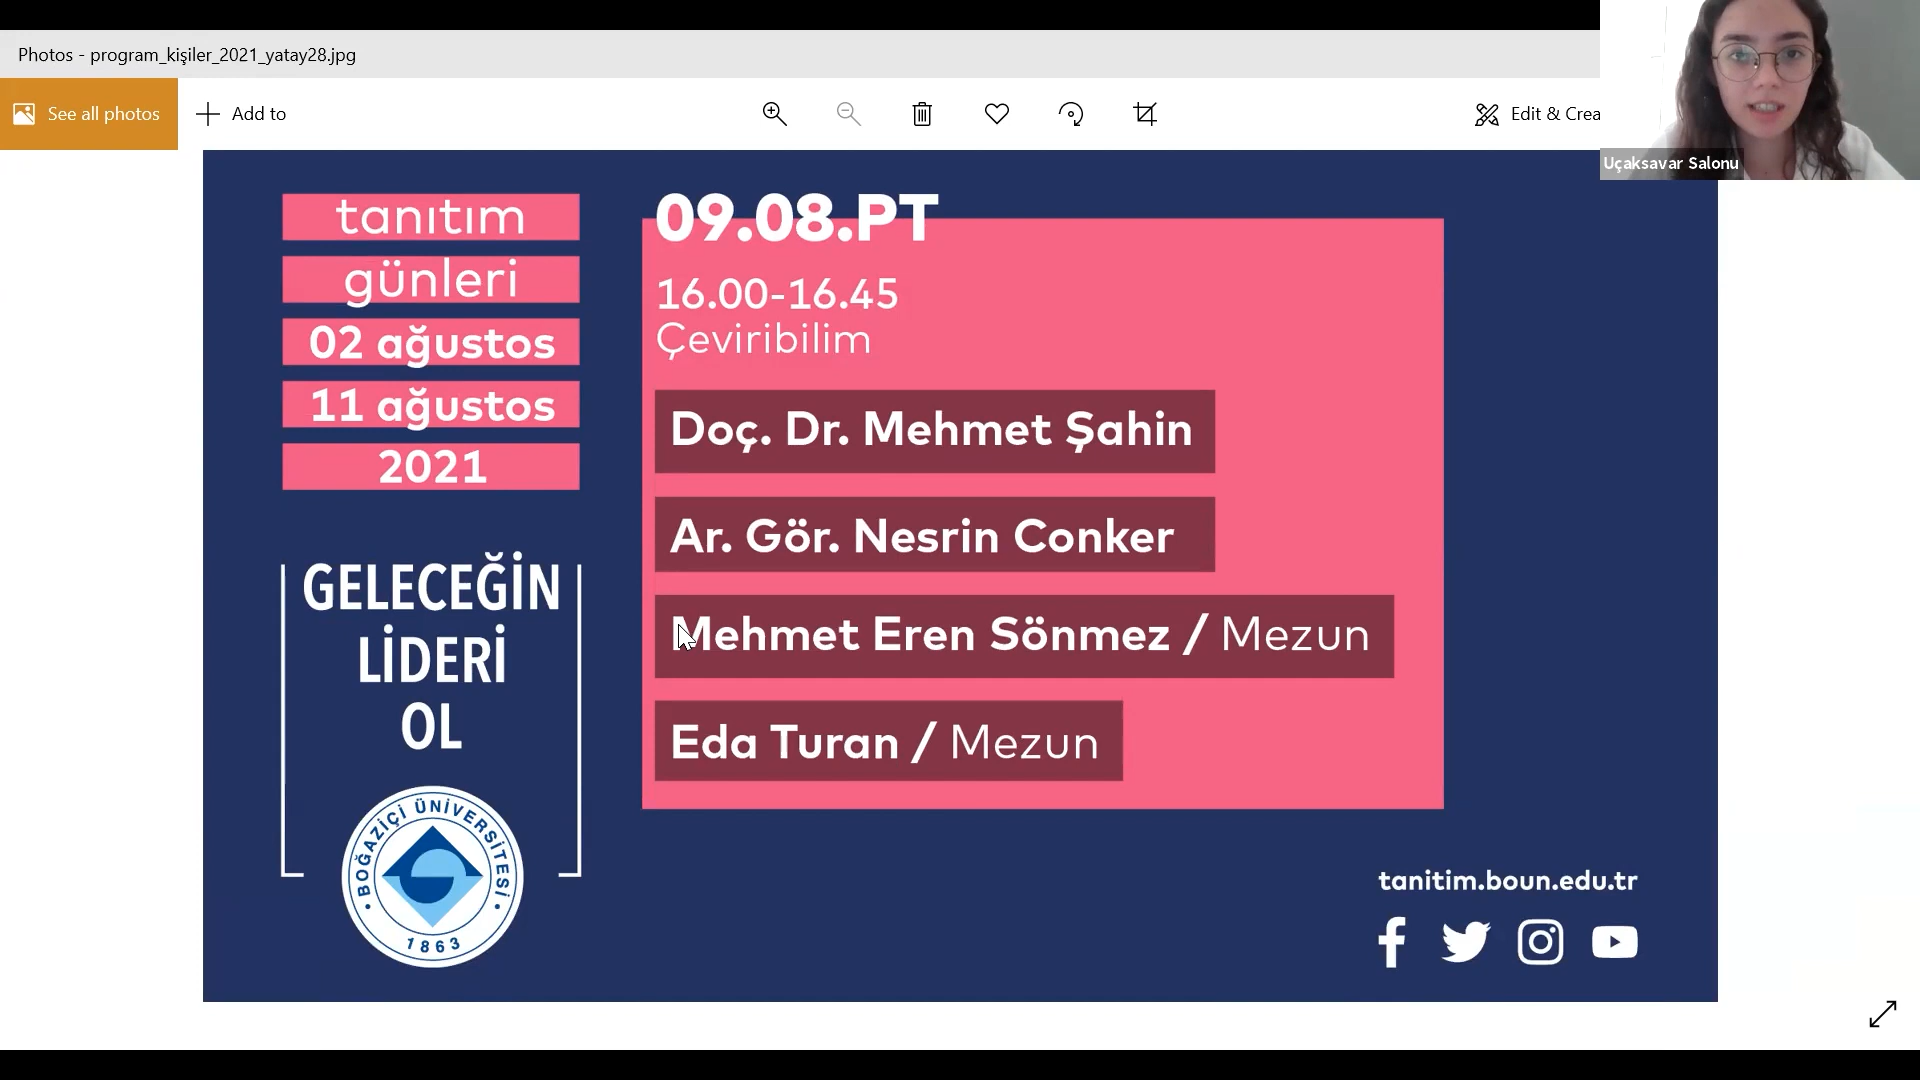 Photos - program_kişiler_2021_yatay28.jpg
See all photos
Add to
Edit & Crea
Uçaksavar Salonu
tanıtım
günleri
02 ağustos
11 ağustos
2021
GELECEĞİN
LİDERİ
OL
BOĞAZİÇİ ÜNİVERSİTESİ
1863
09.08.PT
16.00-16.45
Çeviribilim
Doç. Dr. Mehmet Şahin
Ar. Gör. Nesrin Conker
Mehmet Eren Sönmez / Mezun
Eda Turan / Mezun
tanitim.boun.edu.tr